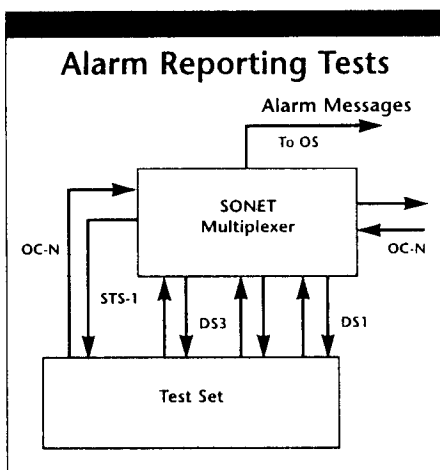 Alarm Reporting Tests
Alarm Messages
To OS
SONET
Multiplexer
OC-N
OC-N
STS-1
DS3
DS1
Test Set